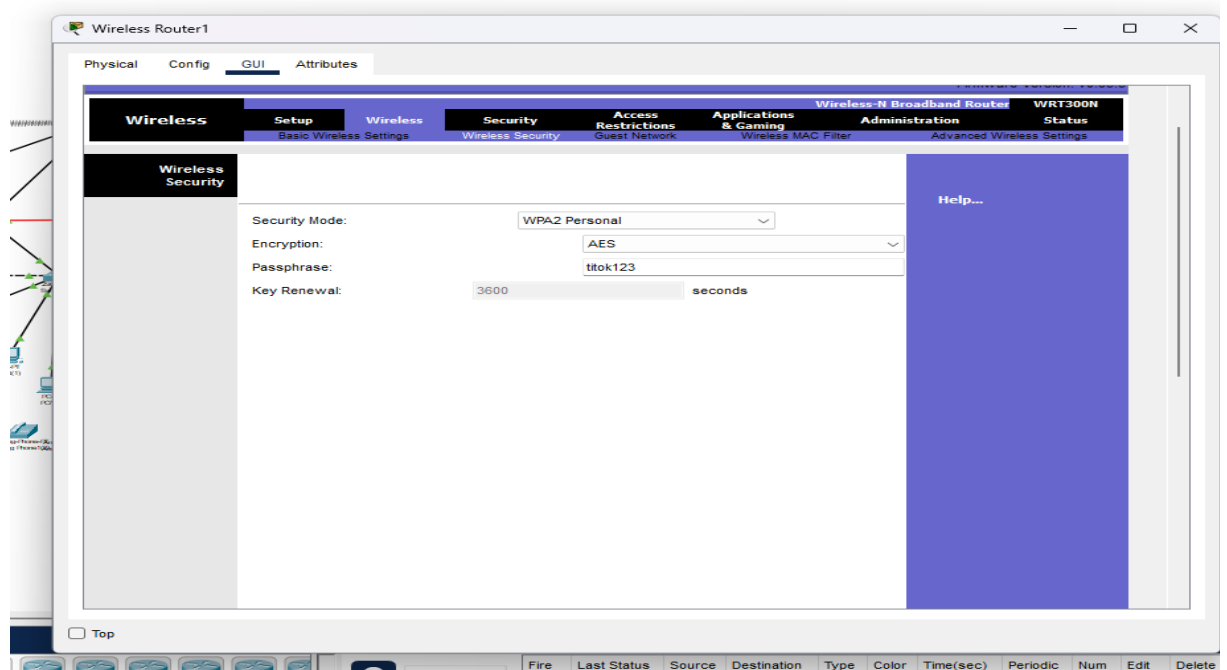 Wireless Router1
Physical Config GUI Attributes
Wireless-N Broadband Router WRT300N
Wireless Setup Wireless Security Access Restrictions Applications & Gaming Administration Status
Basic Wireless Settings Wireless Security Guest Network Wireless MAC Filter Advanced Wireless Settings
Wireless
Security
Help...
Security Mode: WPA2 Personal
Encryption: AES
Passphrase: titok123
Key Renewal: 3600 seconds
Top
Fire Last Status Source Destination Type Color Time(sec) Periodic Num Edit Delete